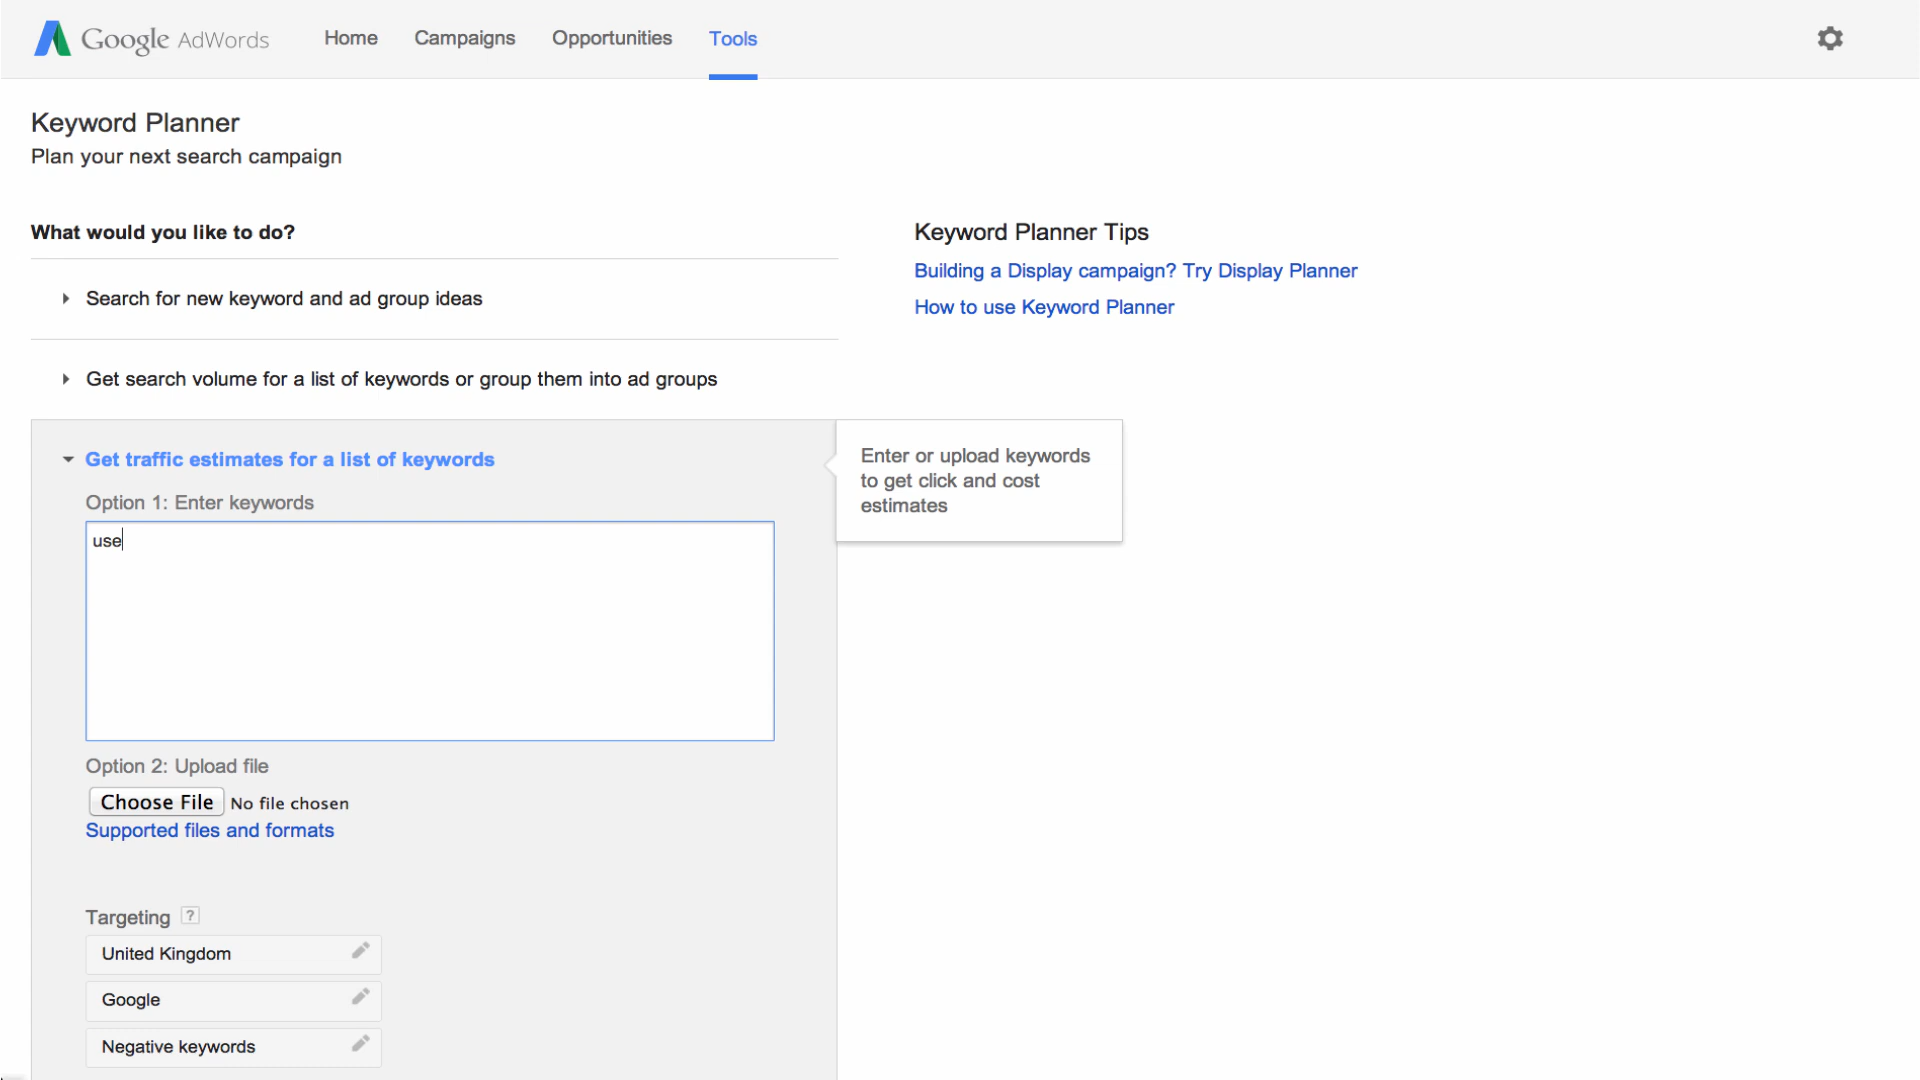 Google AdWords
Home
Campaigns
Opportunities
Tools
Keyword Planner
Plan your next search campaign
What would you like to do?
Search for new keyword and ad group ideas
Get search volume for a list of keywords or group them into ad groups
Get traffic estimates for a list of keywords
Option 1: Enter keywords
use
Option 2: Upload file
Choose File No file chosen
Supported files and formats
Targeting ?
United Kingdom
Google
Negative keywords
Keyword Planner Tips
Building a Display campaign? Try Display Planner
How to use Keyword Planner
Enter or upload keywords
to get click and cost
estimates